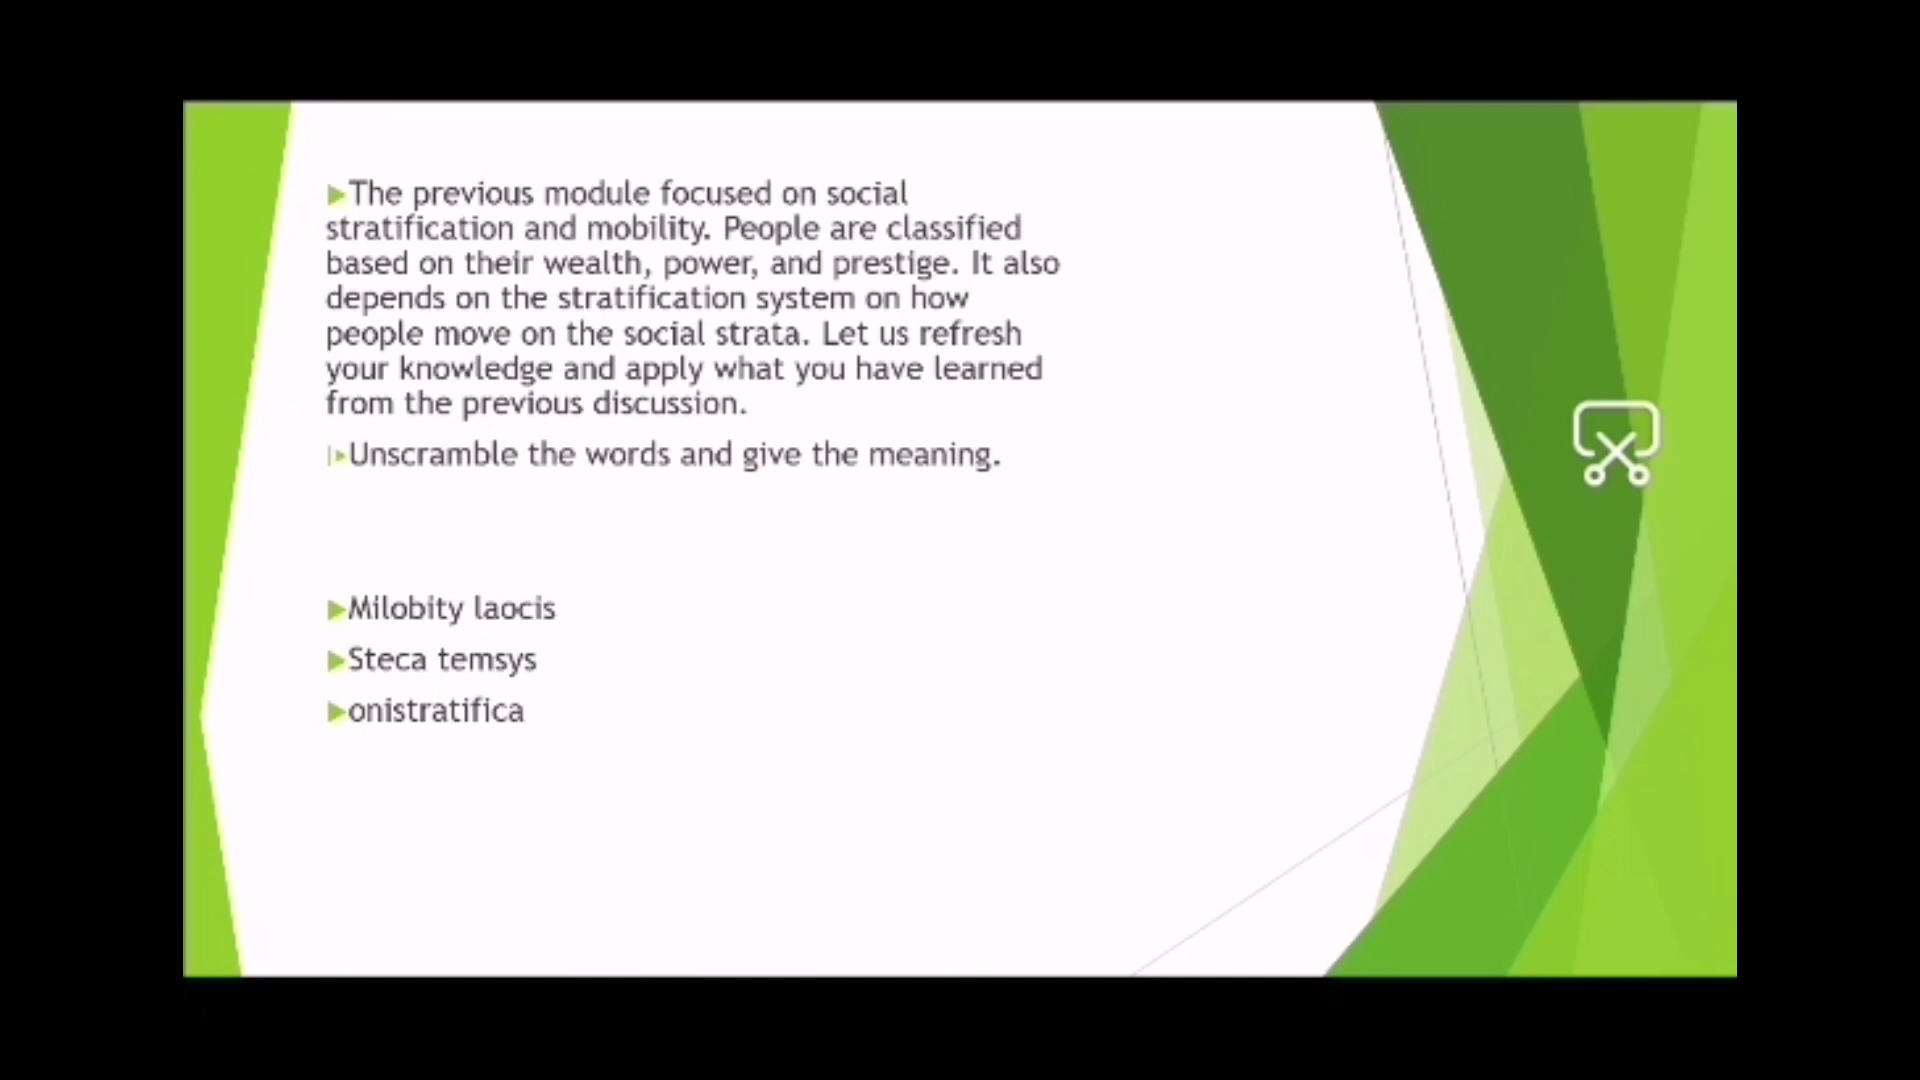 The previous module focused on social
stratification and mobility. People are classified
based on their wealth, power, and prestige. It also
depends on the stratification system on how
people move on the social strata. Let us refresh
your knowledge and apply what you have learned
from the previous discussion.
Unscramble the words and give the meaning.
Milobity laocis
Steca temsys
onistratifica